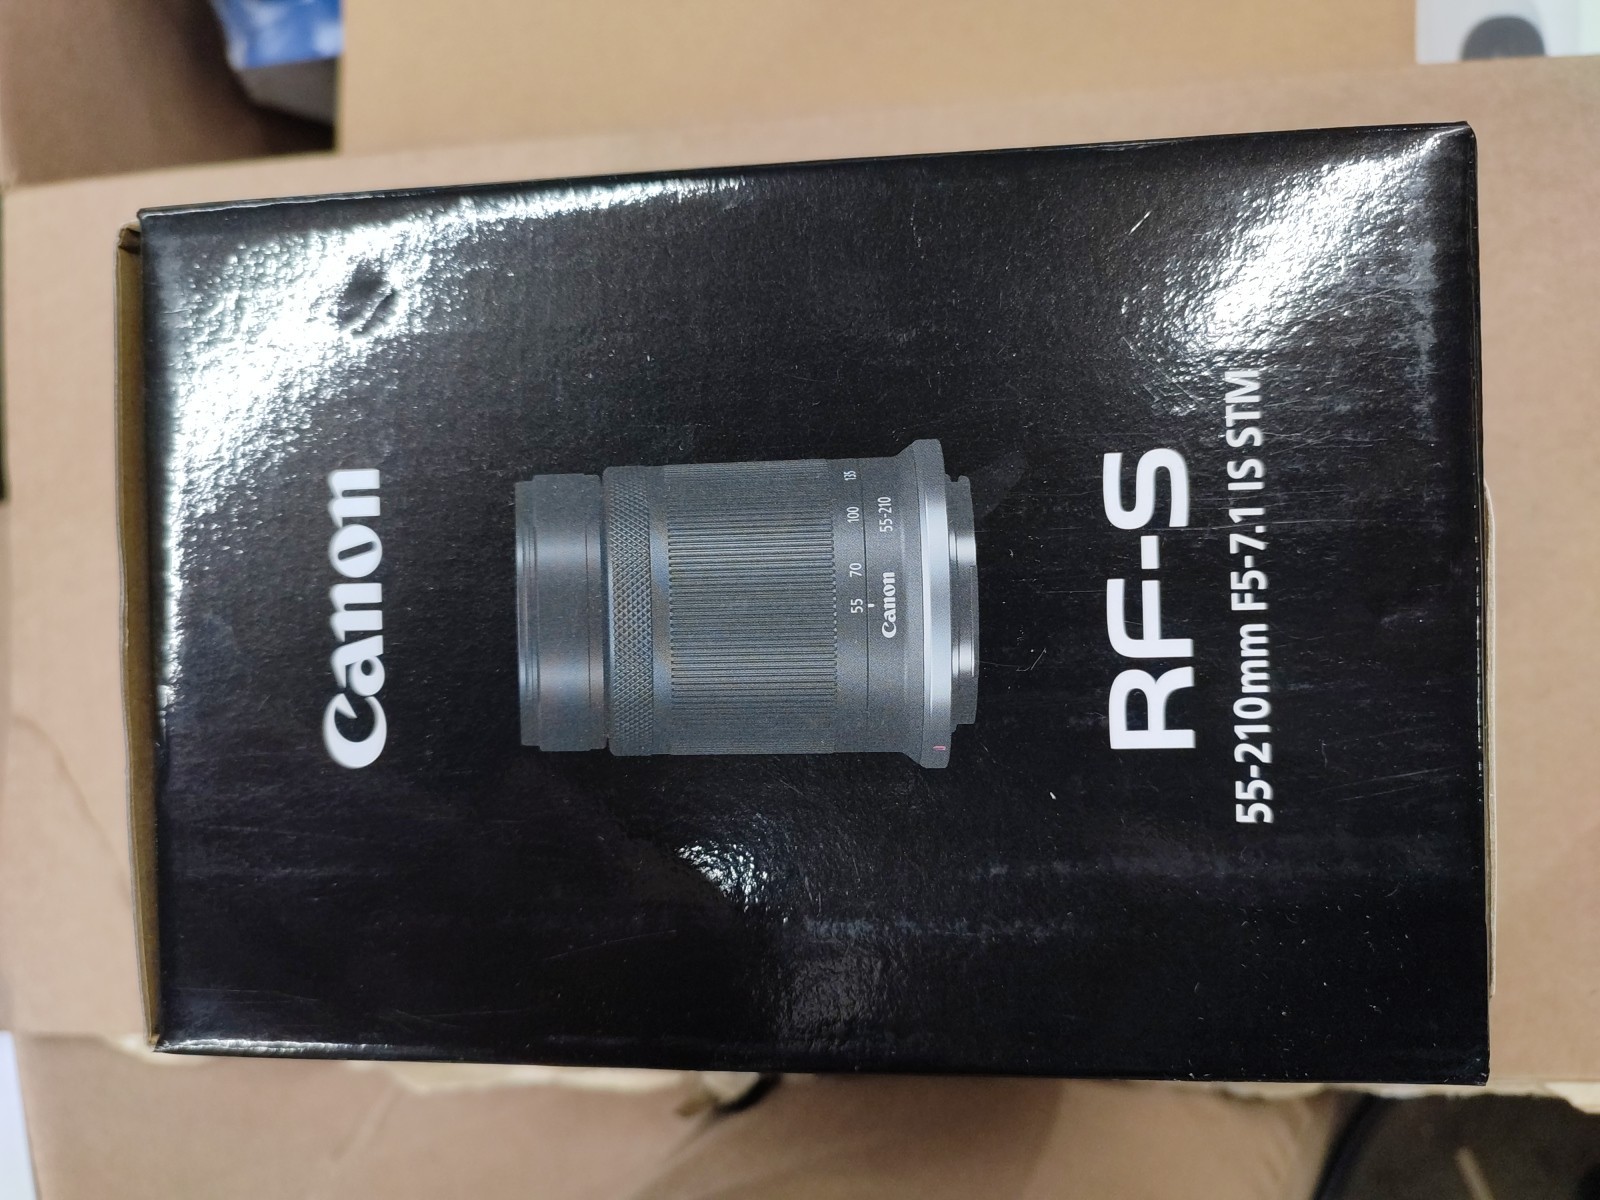 Canon
55 70 100 135
Canon 55-210
RF-S
55-210mm F5-7.1 IS STM